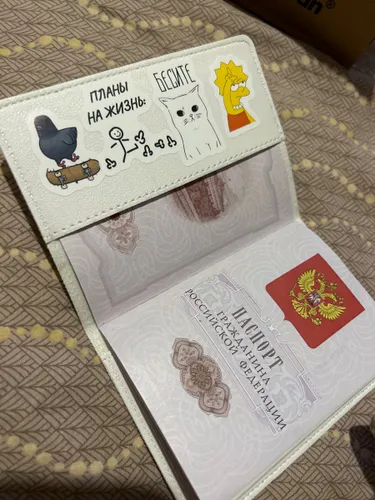 ПЛАНЫ
НА ЖИЗНЬ:
БЕСИТЕ
ПАСПОРТ
ГРАЖДАНИНА
РОССИЙСКОЙ ФЕДЕРАЦИИ